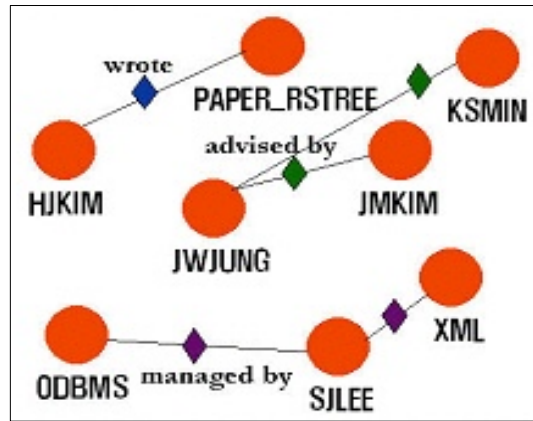 wrote
PAPER_RSTREE
KSMIN
advised by
HJKIM
JMKIM
JWJUNG
XML
ODBMS
managed by
SJLEE